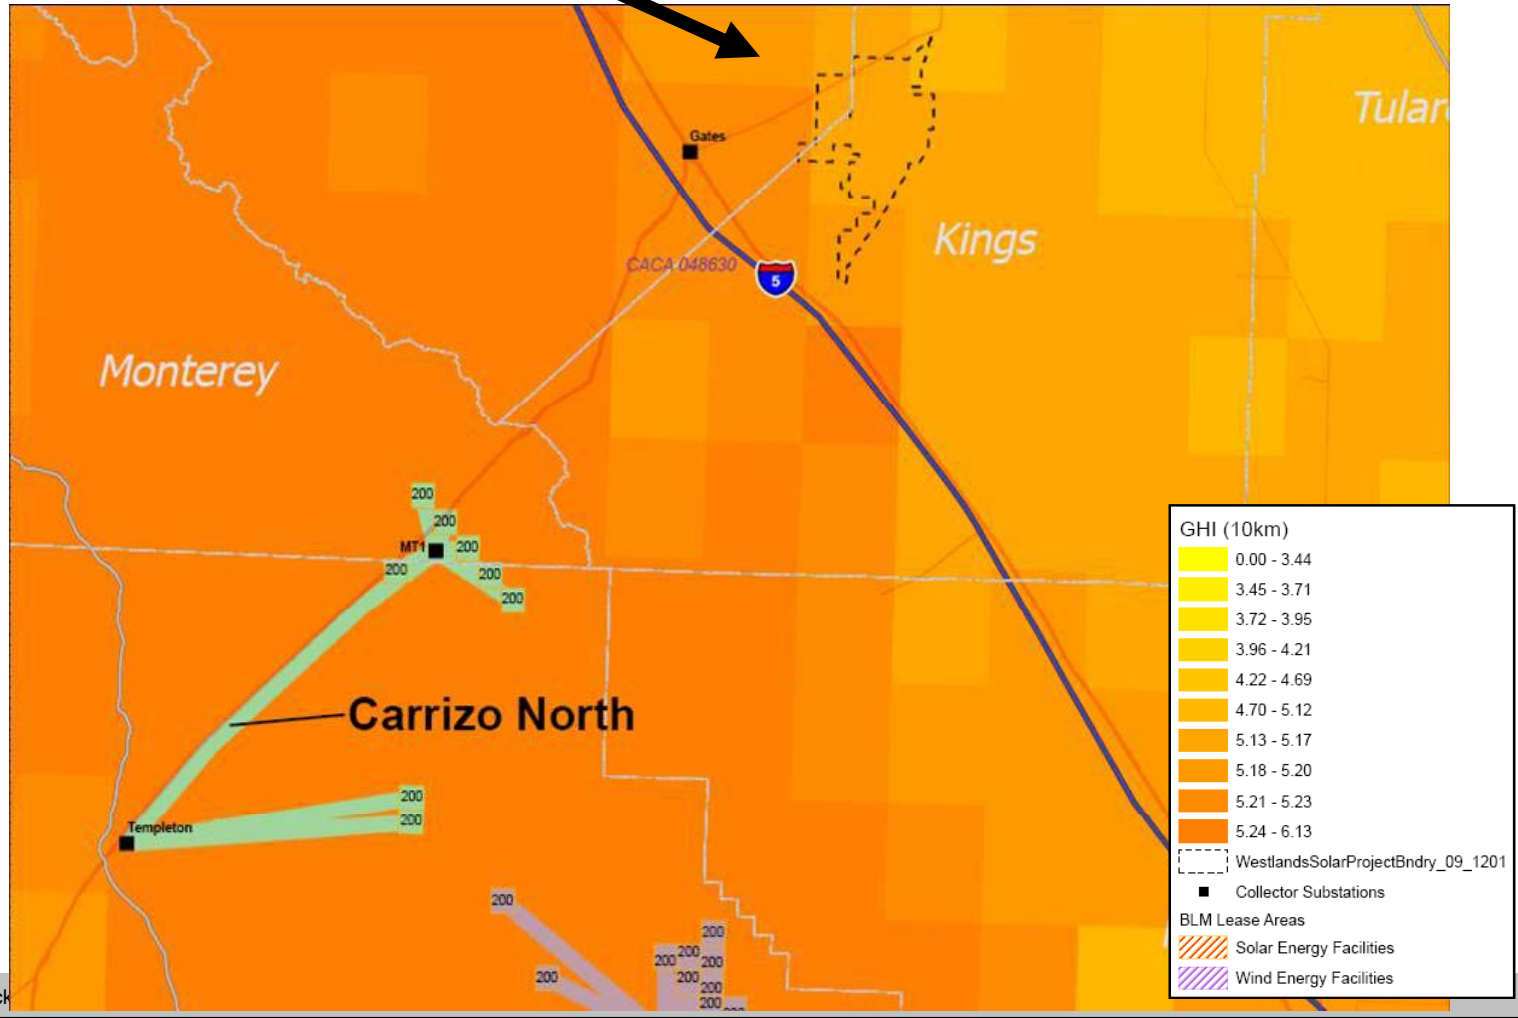 Gates
Tular
Kings
CACA 048630
5
Monterey
200
200
MT1
200
200
200
200
Carrizo North
200
200
Templeton
200
200
200
200
200
200
200
200
200
GHI (10km)
0.00 - 3.44
3.45 - 3.71
3.72 - 3.95
3.96 - 4.21
4.22 - 4.69
4.70 - 5.12
5.13 - 5.17
5.18 - 5.20
5.21 - 5.23
5.24 - 6.13
WestlandsSolarProjectBndry_09_1201
Collector Substations
BLM Lease Areas
Solar Energy Facilities
Wind Energy Facilities